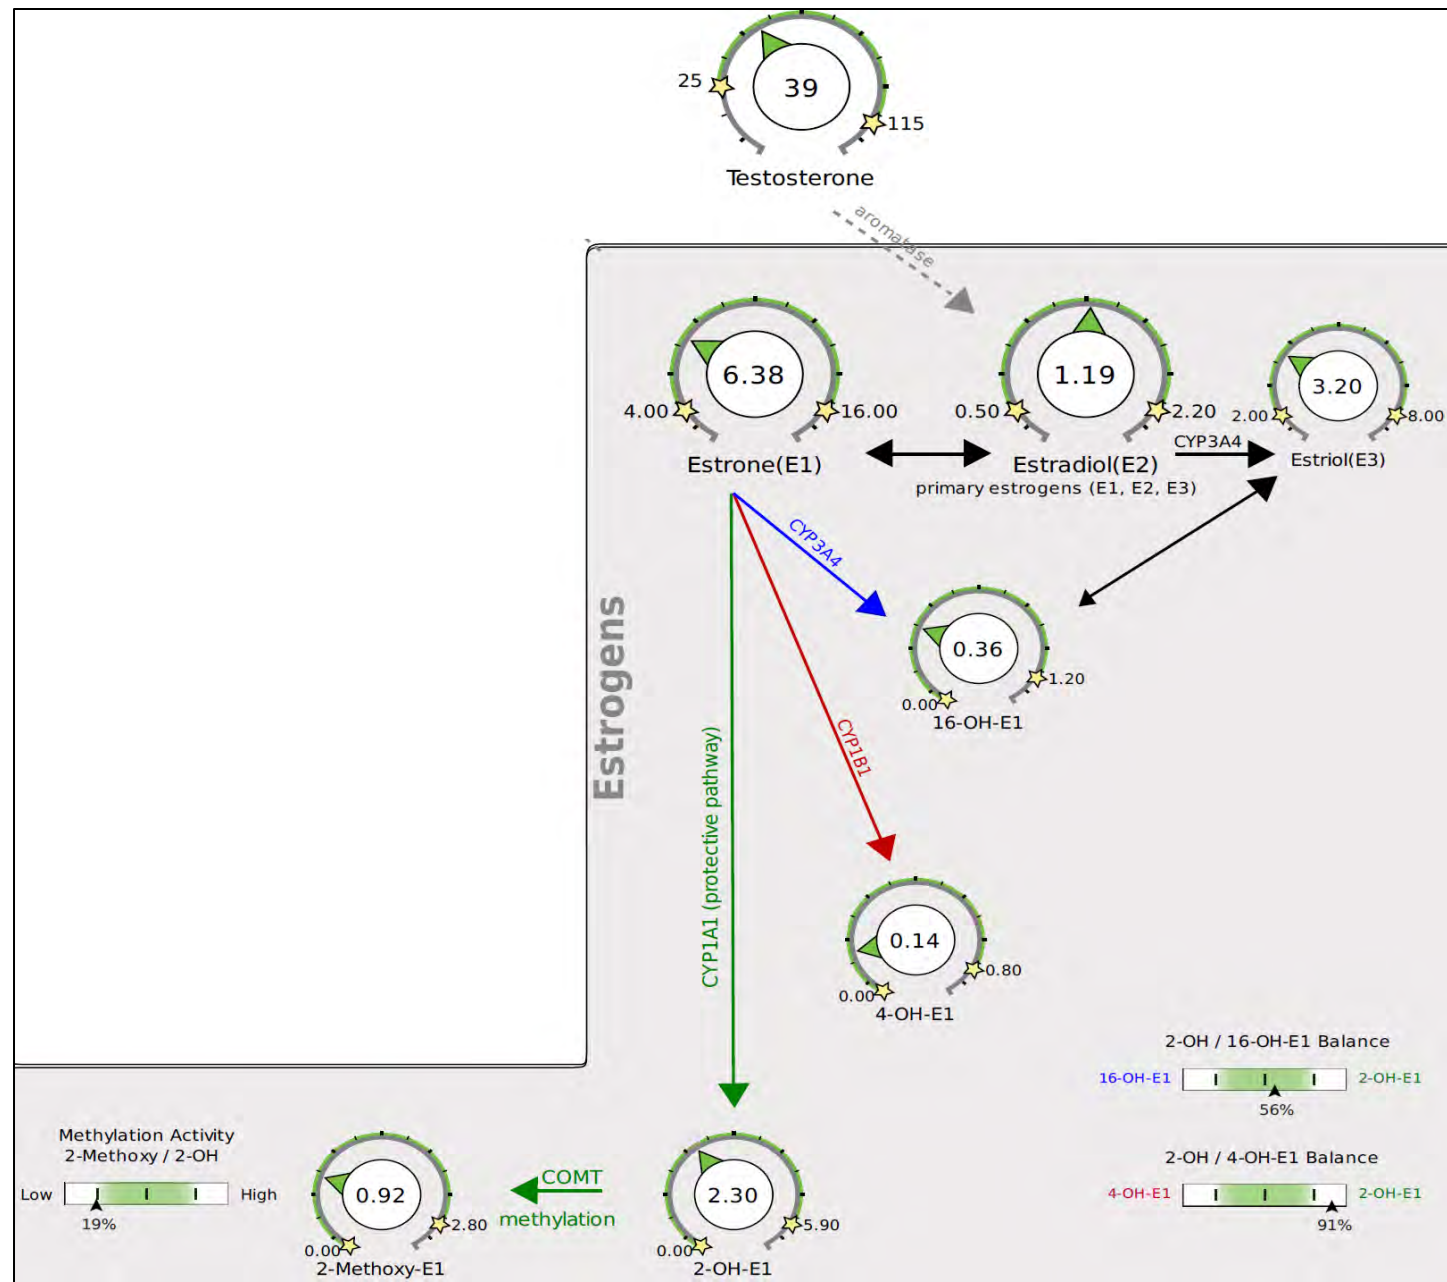 39
25
115
Testosterone
aromatase
6.38
4.00
16.00
Estrone(E1)
1.19
0.50
2.20
Estradiol(E2)
primary estrogens (E1, E2, E3)
CYP3A4
3.20
2.00
8.00
Estriol(E3)
CYP3A4
0.36
0.00
1.20
16-OH-E1
Estrogens
CYP1B1
CYP1A1 (protective pathway)
0.14
0.00
0.80
4-OH-E1
2-OH / 16-OH-E1 Balance
16-OH-E1
2-OH-E1
56%
2-OH / 4-OH-E1 Balance
4-OH-E1
2-OH-E1
91%
Methylation Activity
2-Methoxy / 2-OH
Low
High
19%
0.92
0.00
2.80
2-Methoxy-E1
COMT
methylation
2.30
0.00
5.90
2-OH-E1